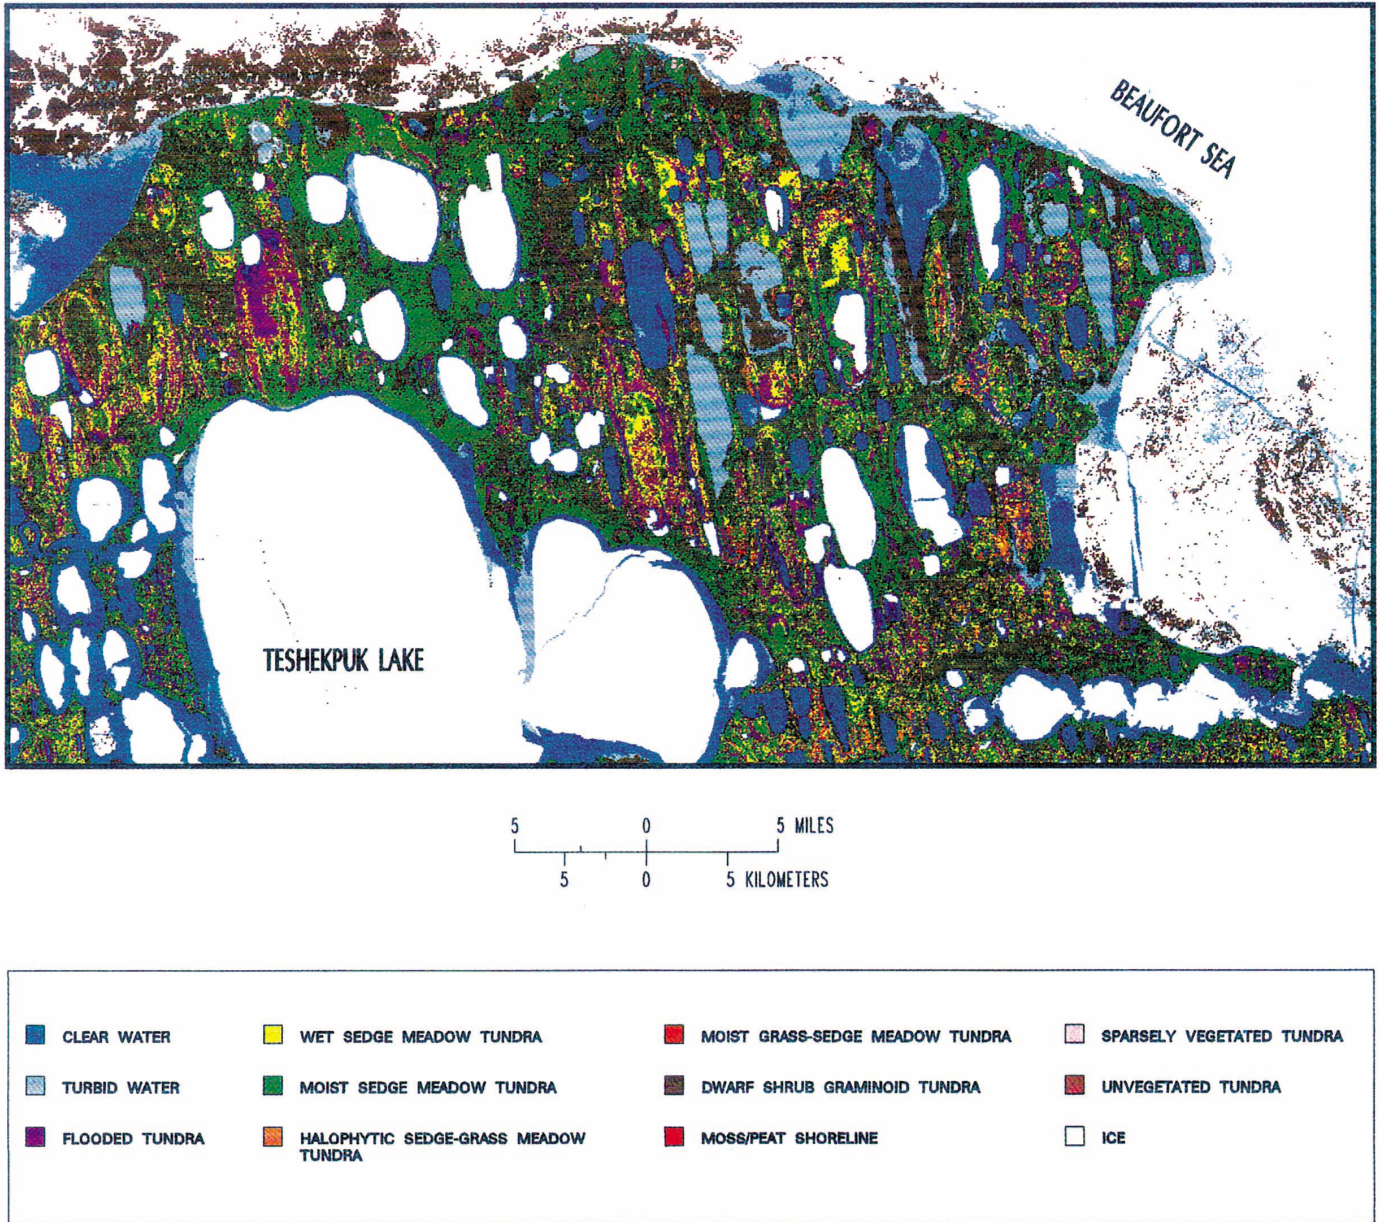 BEAUFORT SEA
TESHEKPUK LAKE
5 0 5 MILES
5 0 5 KILOMETERS
CLEAR WATER
TURBID WATER
FLOODED TUNDRA
WET SEDGE MEADOW TUNDRA
MOIST SEDGE MEADOW TUNDRA
HALOPHYTIC SEDGE-GRASS MEADOW
TUNDRA
MOIST GRASS-SEDGE MEADOW TUNDRA
DWARF SHRUB GRAMINOID TUNDRA
MOSS/PEAT SHORELINE
SPARSELY VEGETATED TUNDRA
UNVEGETATED TUNDRA
ICE